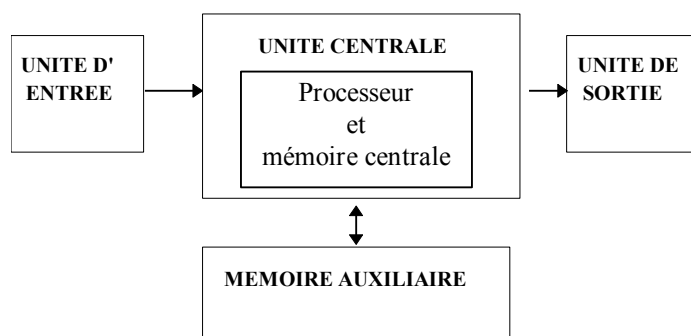 UNITE D'
ENTREE
UNITE CENTRALE
Processeur
et
mémoire centrale
UNITE DE
SORTIE
MEMOIRE AUXILIAIRE